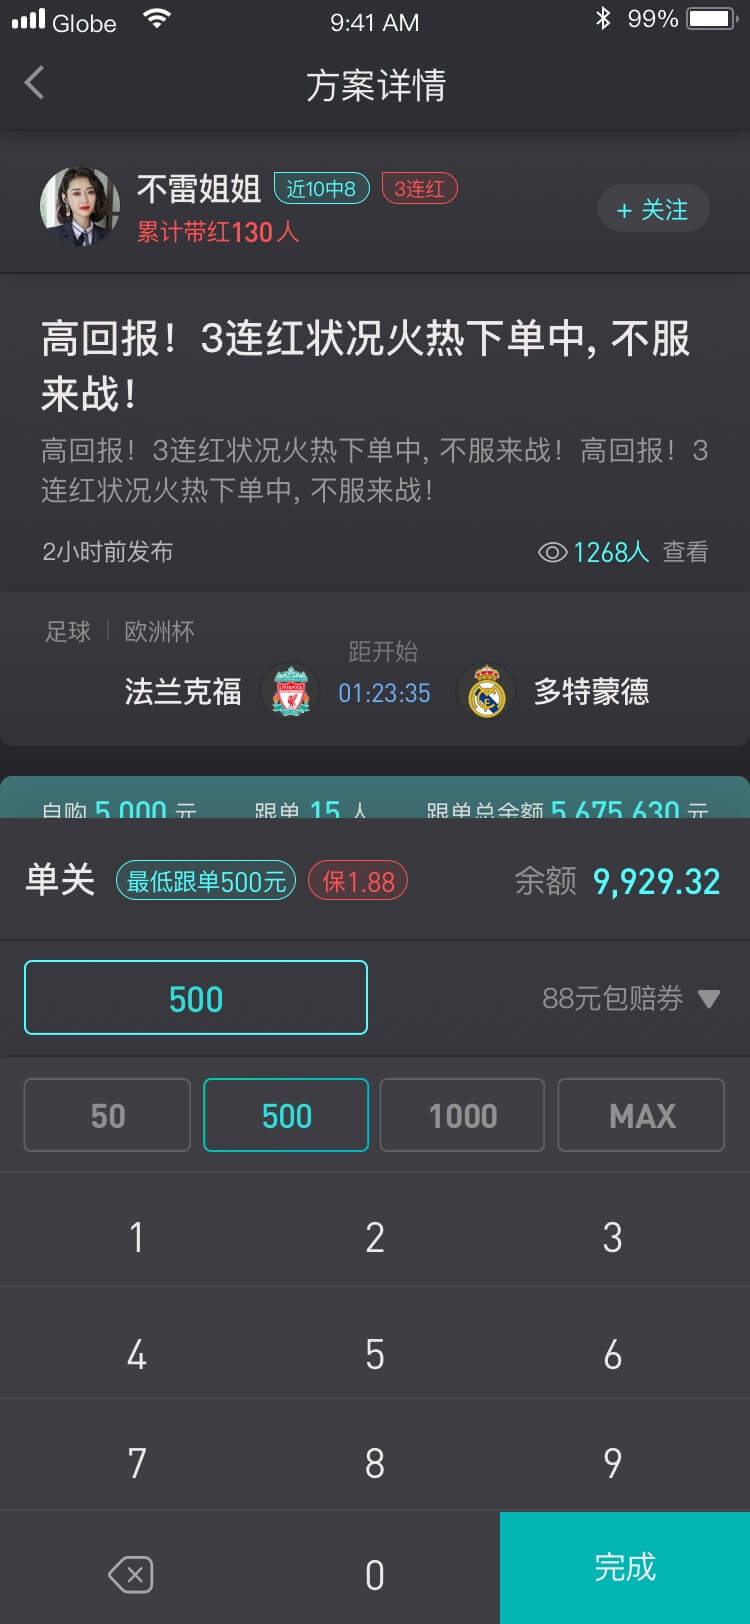 Globe 9:41 AM 99%
方案详情
不雷姐姐 近10中8 3连红
累计带红130人
+ 关注
高回报！3连红状况火热下单中, 不服
来战！
高回报！3连红状况火热下单中, 不服来战！高回报！3
连红状况火热下单中, 不服来战！
2小时前发布 1268人 查看
足球 欧洲杯
距开始
法兰克福 01:23:35 多特蒙德
自购 5,000 元 跟单 15 人 跟单总金额 5,675,630 元
单关 最低跟单500元 保1.88 余额 9,929.32
500 88元包赔券
50 500 1000 MAX
1 2 3
4 5 6
7 8 9
0 完成